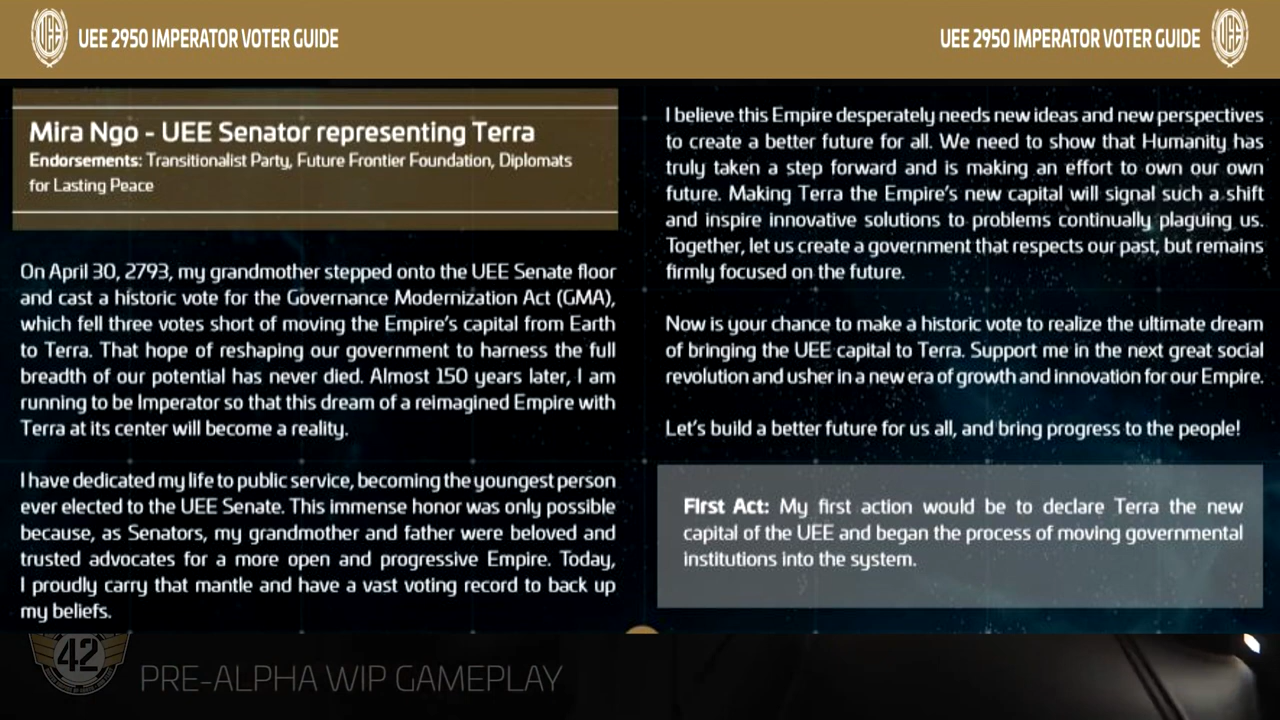 UEE
UEE 2950 IMPERATOR VOTER GUIDE
UEE 2950 IMPERATOR VOTER GUIDE
UEE
Mira Ngo - UEE Senator representing Terra
Endorsements: Transitionalist Party, Future Frontier Foundation, Diplomats
for Lasting Peace
On April 30, 2793, my grandmother stepped onto the UEE Senate floor
and cast a historic vote for the Governance Modernization Act (GMA),
which fell three votes short of moving the Empire's capital from Earth
to Terra. That hope of reshaping our government to harness the full
breadth of our potential has never died. Almost 150 years later, I am
running to be Imperator so that this dream of a reimagined Empire with
Terra at its center will become a reality.
I have dedicated my life to public service, becoming the youngest person
ever elected to the UEE Senate. This immense honor was only possible
because, as Senators, my grandmother and father were beloved and
trusted advocates for a more open and progressive Empire. Today,
I proudly carry that mantle and have a vast voting record to back up
my beliefs.
I believe this Empire desperately needs new ideas and new perspectives
to create a better future for all. We need to show that Humanity has
truly taken a step forward and is making an effort to own our own
future. Making Terra the Empire's new capital will signal such a shift
and inspire innovative solutions to problems continually plaguing us.
Together, let us create a government that respects our past, but remains
firmly focused on the future.
Now is your chance to make a historic vote to realize the ultimate dream
of bringing the UEE capital to Terra. Support me in the next great social
revolution and usher in a new era of growth and innovation for our Empire.
Let's build a better future for us all, and bring progress to the people!
First Act: My first action would be to declare Terra the new
capital of the UEE and began the process of moving governmental
institutions into the system.
42
PRE-ALPHA WIP GAMEPLAY